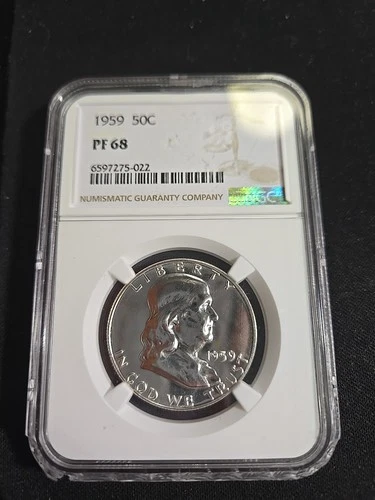 1959 50C
PF 68
6597275-022
NUMISMATIC GUARANTY COMPANY
NGC
LIBERTY
1959
IN GOD WE TRUST